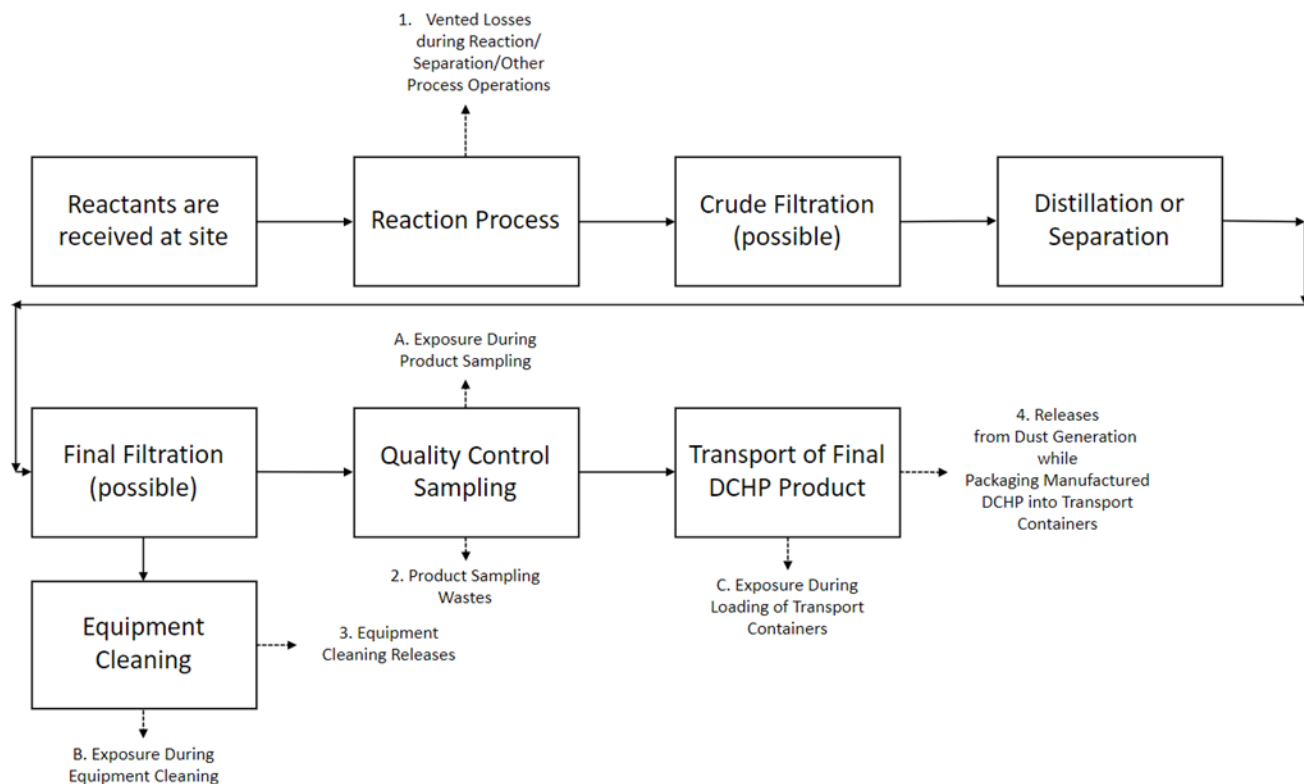 1. Vented Losses
during Reaction/
Separation/Other
Process Operations
Reactants are
received at site
Reaction Process
Crude Filtration
(possible)
Distillation or
Separation
A. Exposure During
Product Sampling
Final Filtration
(possible)
Quality Control
Sampling
Transport of Final
DCHP Product
4. Releases
from Dust Generation
while
Packaging Manufactured
DCHP into Transport
Containers
2. Product Sampling
Wastes
C. Exposure During
Loading of Transport
Containers
Equipment
Cleaning
3. Equipment
Cleaning Releases
B. Exposure During
Equipment Cleaning